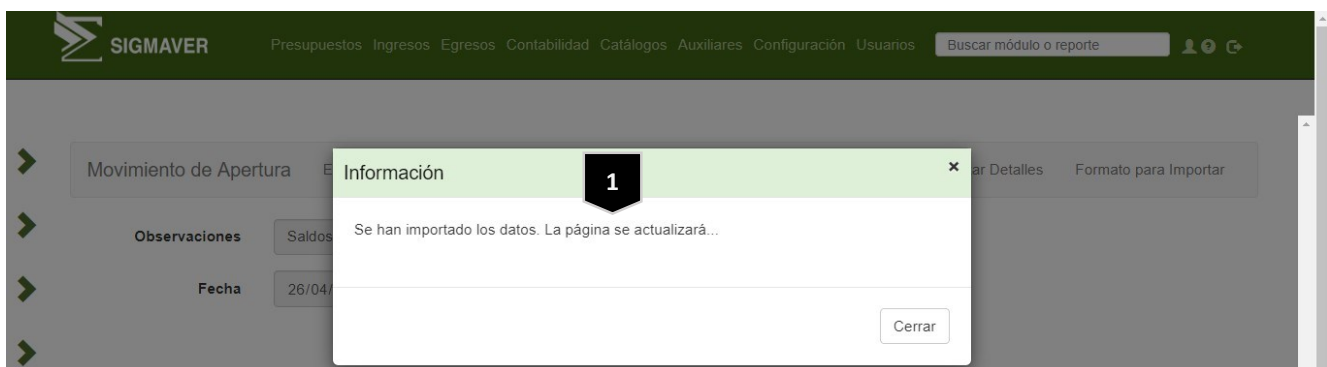 SIGMAVER Presupuestos Ingresos Egresos Contabilidad Catálogos Auxiliares Configuración Usuarios Buscar módulo o reporte
Movimiento de Apertura E Información 1 × ar Detalles Formato para Importar
Observaciones Saldos Se han importado los datos. La página se actualizará...
Fecha 26/04/
Cerrar